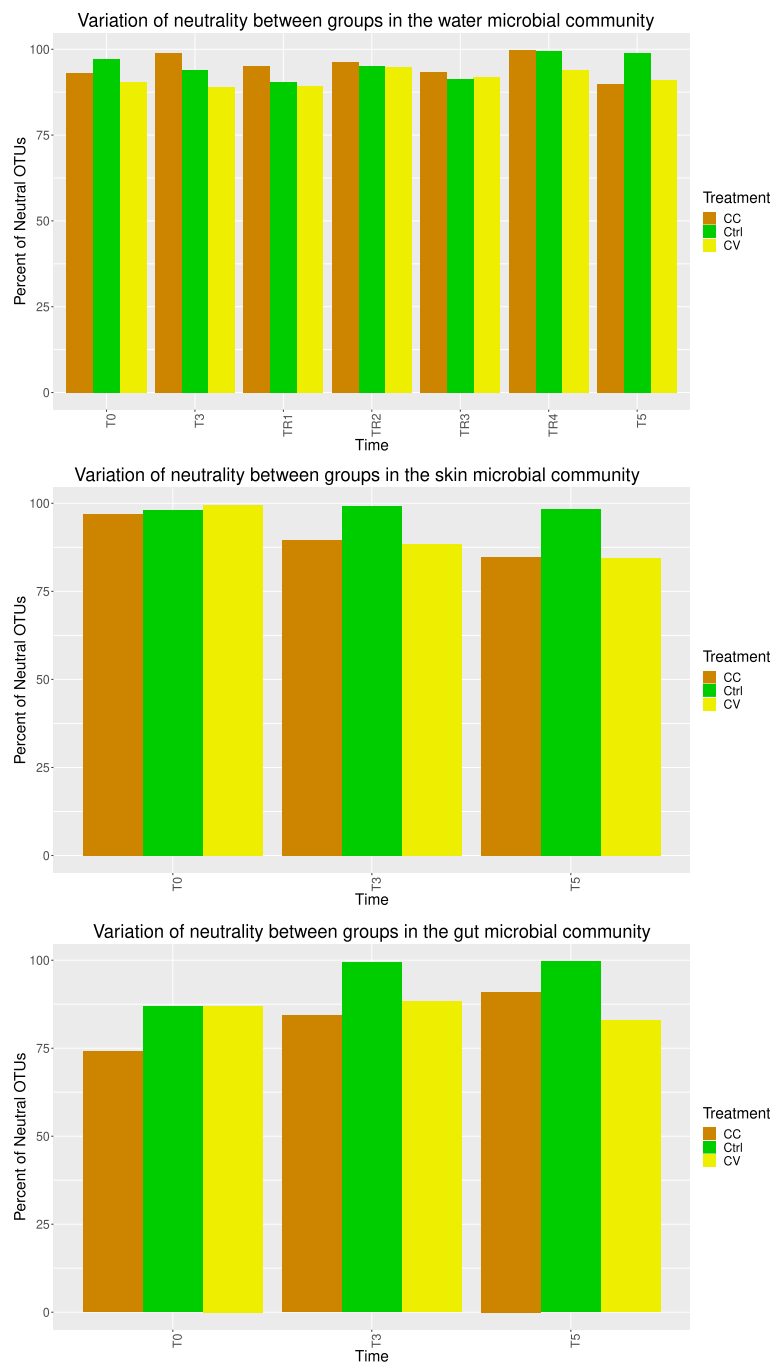 Variation of neutrality between groups in the water microbial community
Percent of Neutral OTUs
100
75
50
25
0
T0
T3
TR1
TR2
TR3
TR4
T5
Time
Treatment
CC
Ctrl
CV
Variation of neutrality between groups in the skin microbial community
Percent of Neutral OTUs
100
75
50
25
0
T0
T3
T5
Time
Treatment
CC
Ctrl
CV
Variation of neutrality between groups in the gut microbial community
Percent of Neutral OTUs
100
75
50
25
0
T0
T3
T5
Time
Treatment
CC
Ctrl
CV